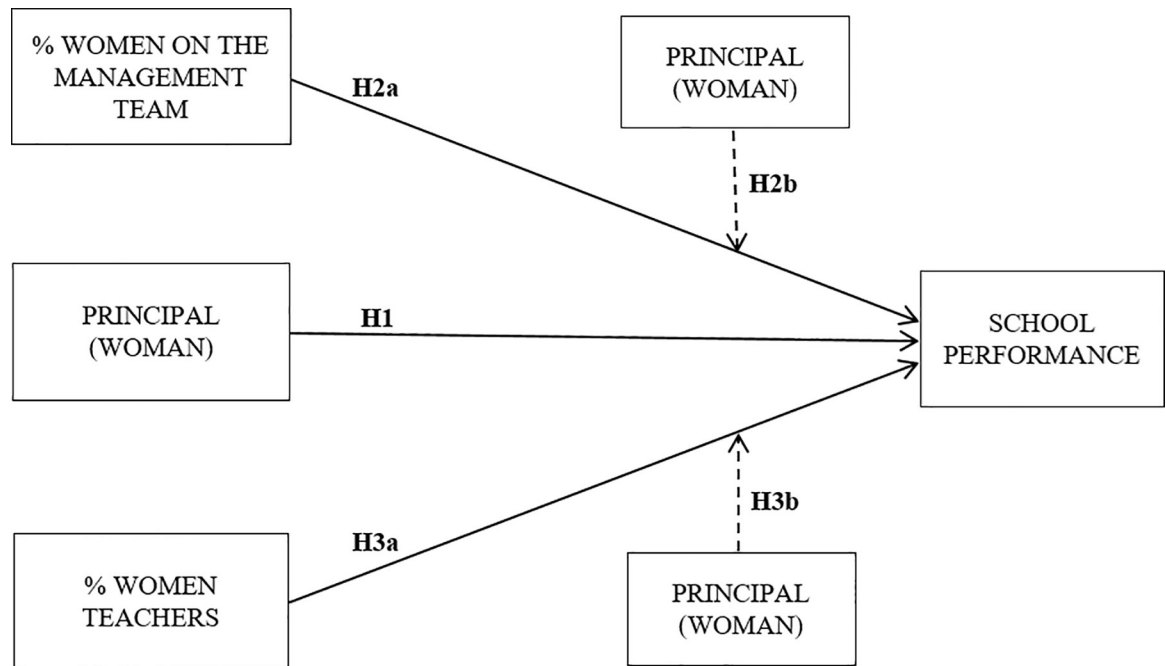 % WOMEN ON THE
MANAGEMENT
TEAM
H2a
PRINCIPAL
(WOMAN)
H2b
PRINCIPAL
(WOMAN)
H1
SCHOOL
PERFORMANCE
% WOMEN
TEACHERS
H3a
H3b
PRINCIPAL
(WOMAN)